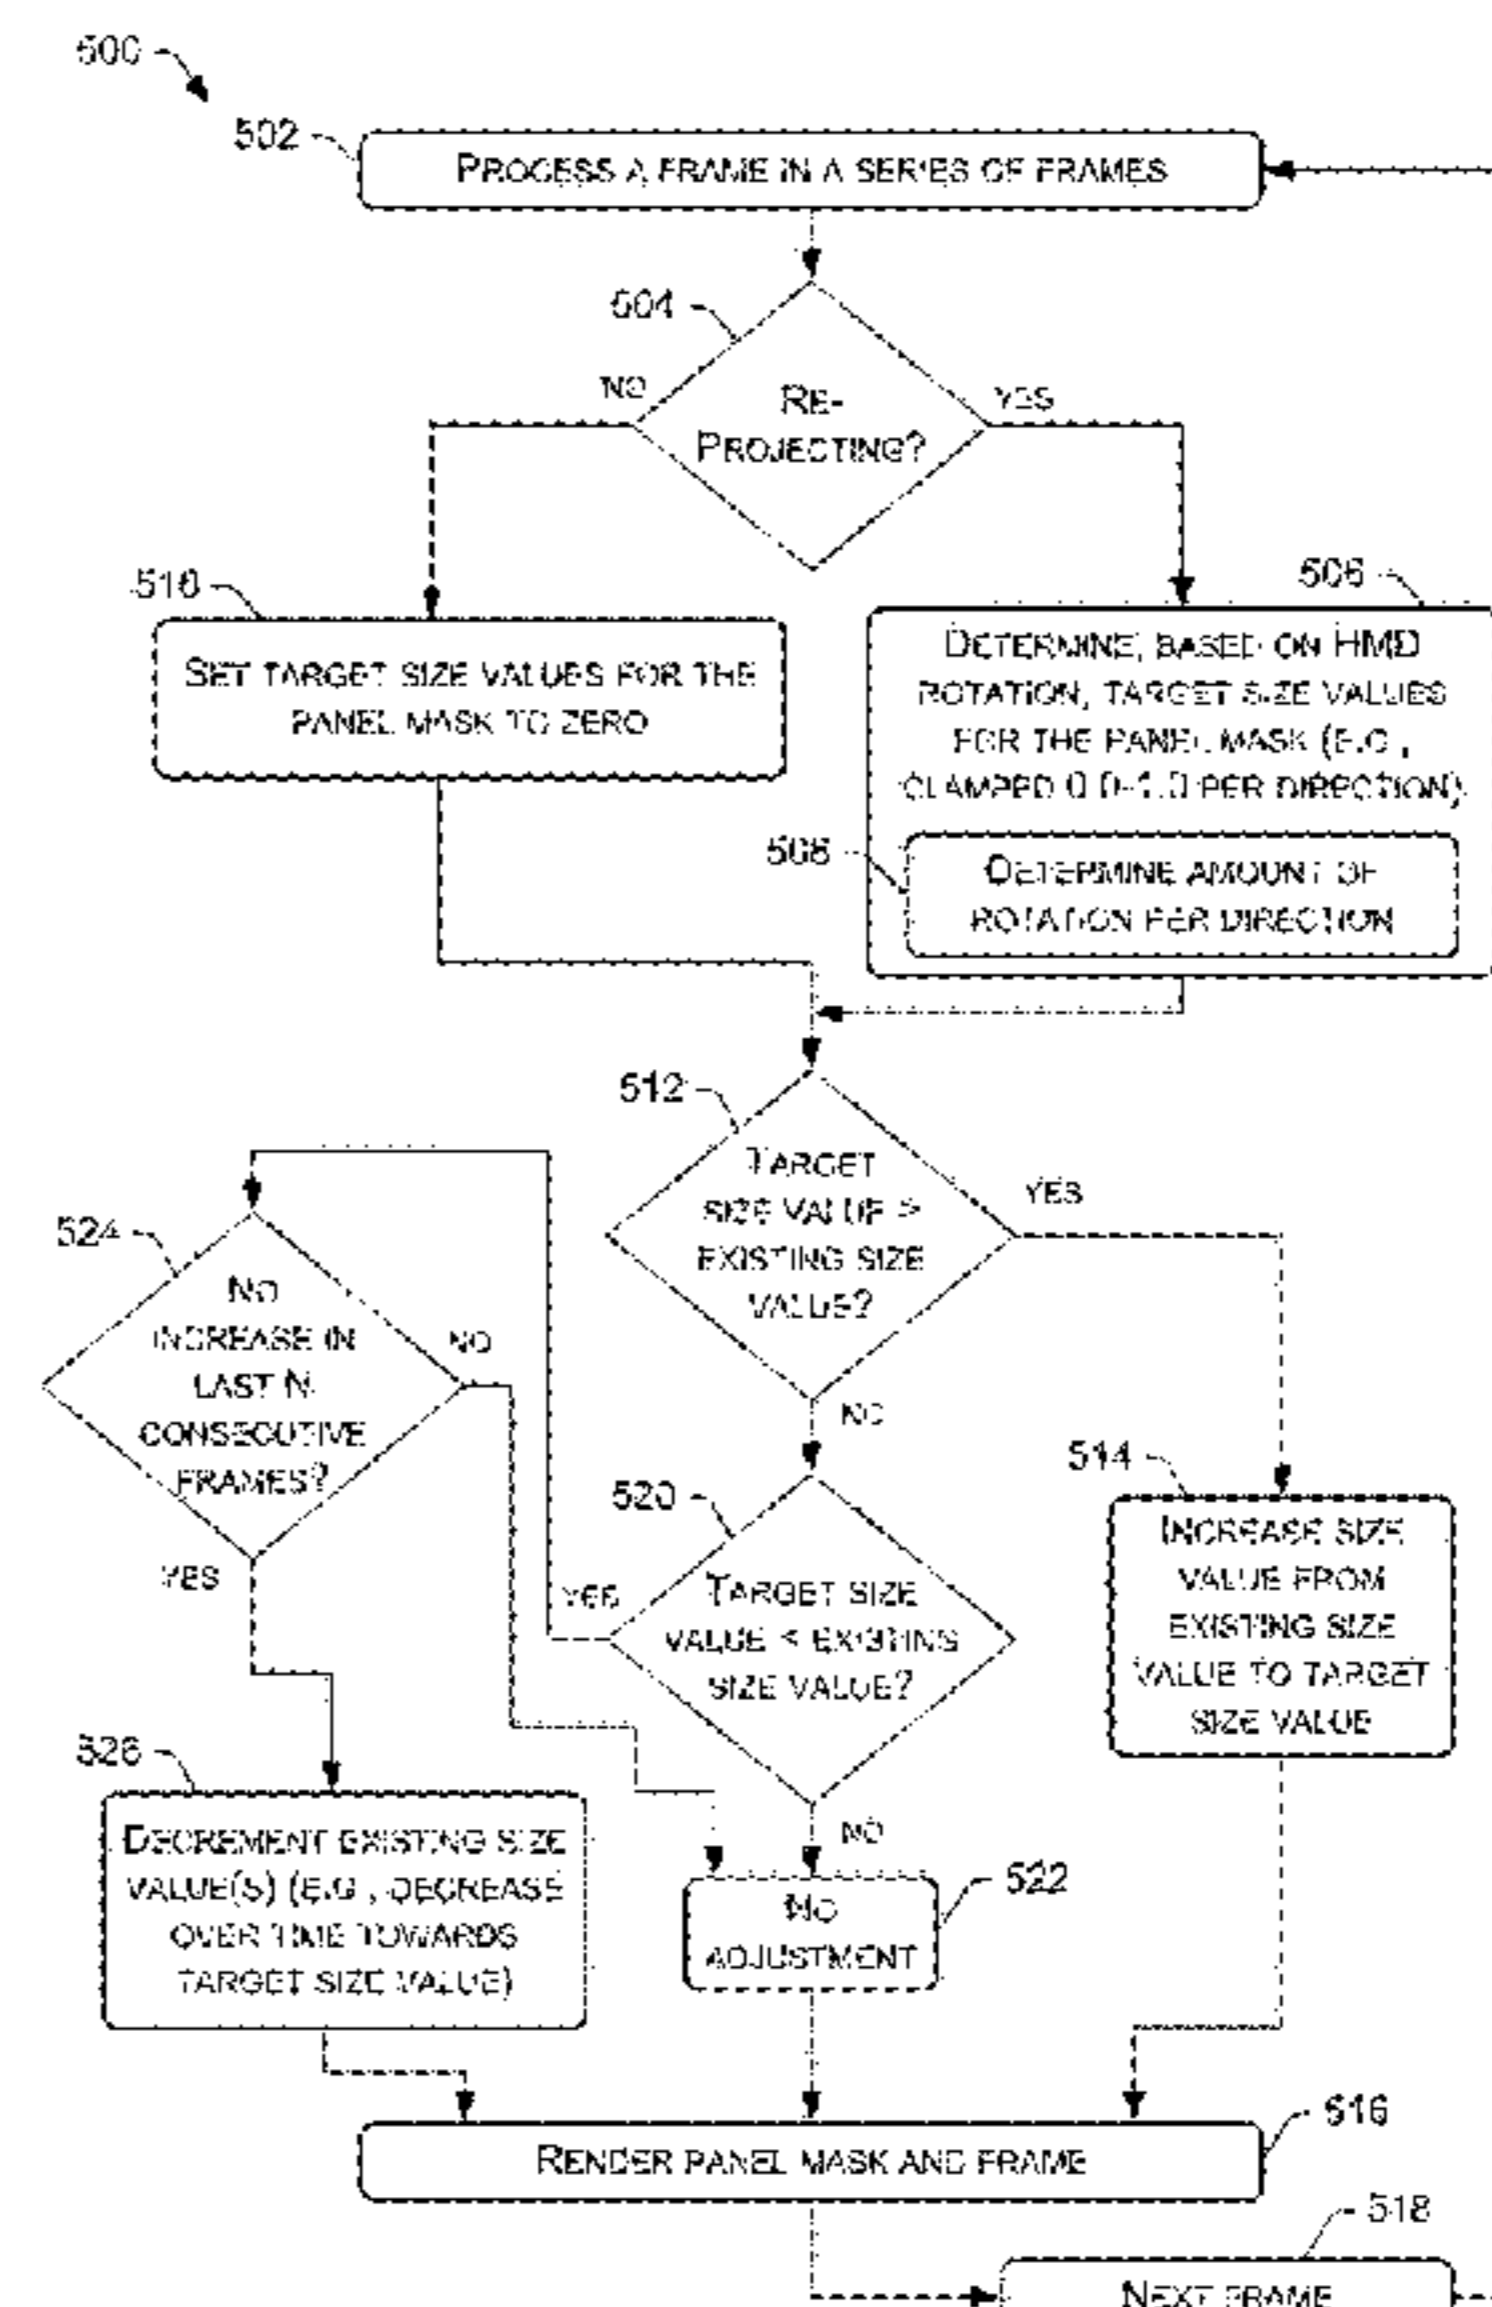 500
502
PROCESS A FRAME IN A SERIES OF FRAMES
504
NO
RE-
PROJECTING?
YES
510
SET TARGET SIZE VALUES FOR THE
PANEL MASK TO ZERO
506
DETERMINE, BASED ON HMD
ROTATION, TARGET SIZE VALUES
FOR THE PANEL MASK (E.G.,
CLAMPED 0.0-1.0 PER DIRECTION)
508
DETERMINE AMOUNT OF
ROTATION PER DIRECTION
512
TARGET
SIZE VALUE >
EXISTING SIZE
VALUE?
YES
NO
524
NO
INCREASE IN
LAST N
CONSECUTIVE
FRAMES?
NO
YES
520
TARGET SIZE
VALUE < EXISTING
SIZE VALUE?
YES
NO
514
INCREASE SIZE
VALUE FROM
EXISTING SIZE
VALUE TO TARGET
SIZE VALUE
526
DECREMENT EXISTING SIZE
VALUE(S) (E.G., DECREASE
OVER TIME TOWARDS
TARGET SIZE VALUE)
NO
ADJUSTMENT
522
516
RENDER PANEL MASK AND FRAME
518
NEXT FRAME